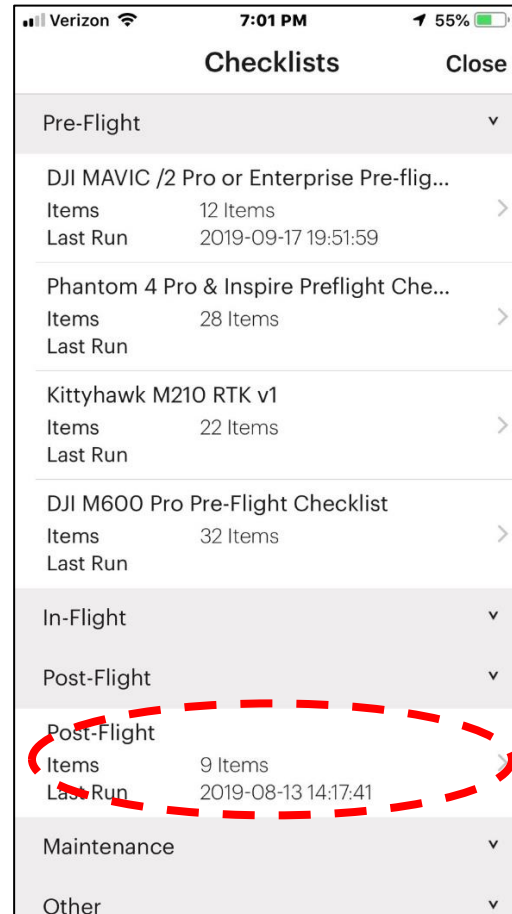 Verizon 7:01 PM 55%
Checklists Close
Pre-Flight
DJI MAVIC /2 Pro or Enterprise Pre-flig...
Items 12 Items
Last Run 2019-09-17 19:51:59
Phantom 4 Pro & Inspire Preflight Che...
Items 28 Items
Last Run
Kittyhawk M210 RTK v1
Items 22 Items
Last Run
DJI M600 Pro Pre-Flight Checklist
Items 32 Items
Last Run
In-Flight
Post-Flight
Post-Flight
Items 9 Items
Last Run 2019-08-13 14:17:41
Maintenance
Other